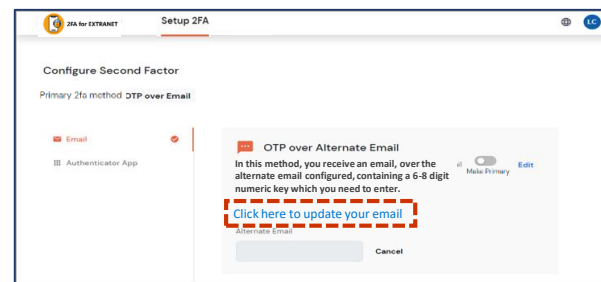 2FA for EXTRANET
Setup 2FA
LC
Configure Second Factor
Primary 2fa method OTP over Email
Email
Authenticator App
OTP over Alternate Email
In this method, you receive an email, over the
alternate email configured, containing a 6-8 digit
numeric key which you need to enter.
Make Primary
Edit
Click here to update your email
Alternate Email
Cancel